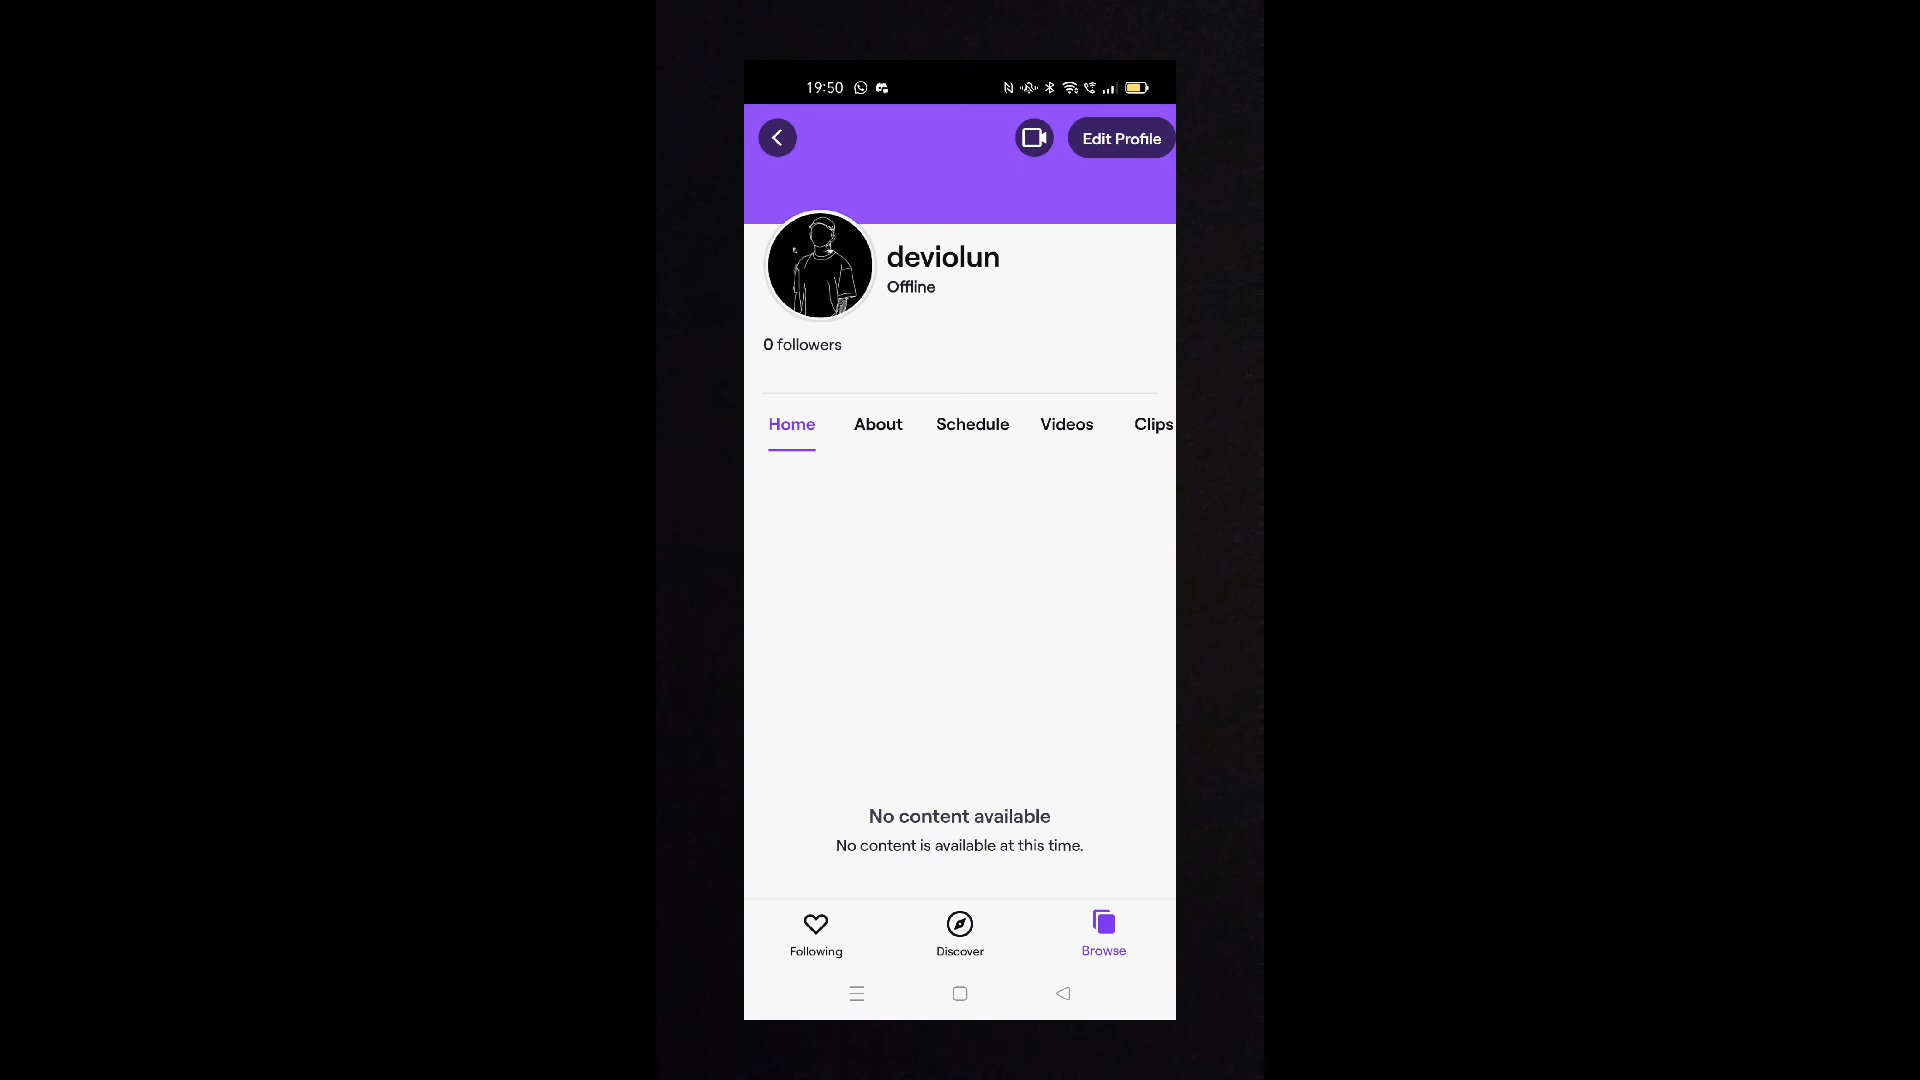 19:50
Edit Profile
deviolun
Offline
0 followers
Home About Schedule Videos Clips
No content available
No content is available at this time.
Following Discover Browse